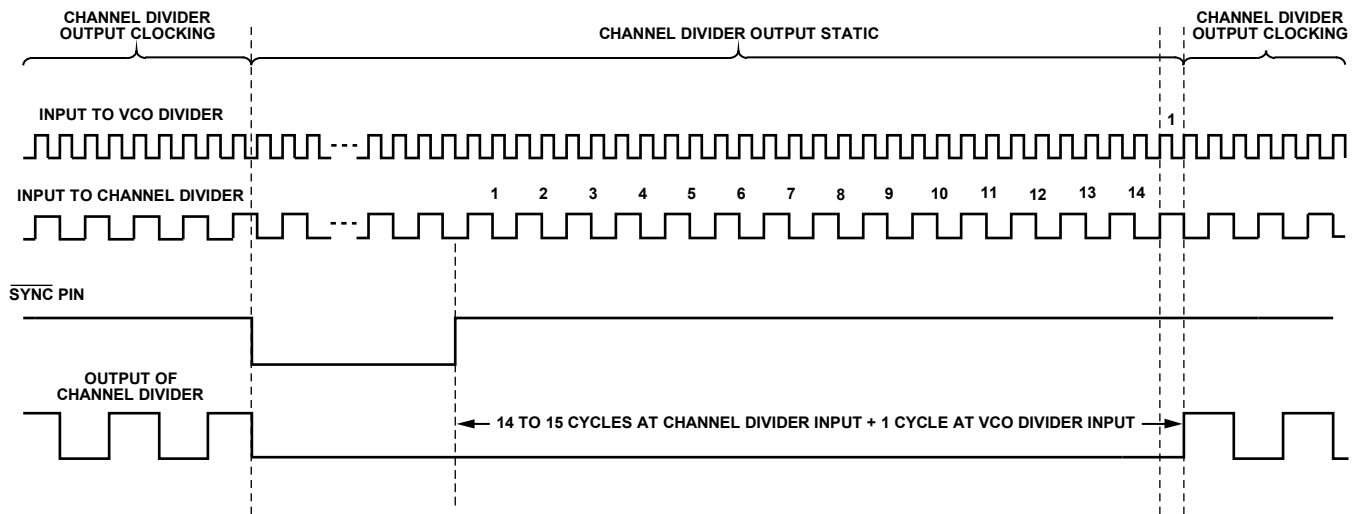 CHANNEL DIVIDER
OUTPUT CLOCKING
CHANNEL DIVIDER OUTPUT STATIC
CHANNEL DIVIDER
OUTPUT CLOCKING
INPUT TO VCO DIVIDER
1
INPUT TO CHANNEL DIVIDER
1 2 3 4 5 6 7 8 9 10 11 12 13 14
SYNC PIN
OUTPUT OF
CHANNEL DIVIDER
14 TO 15 CYCLES AT CHANNEL DIVIDER INPUT + 1 CYCLE AT VCO DIVIDER INPUT